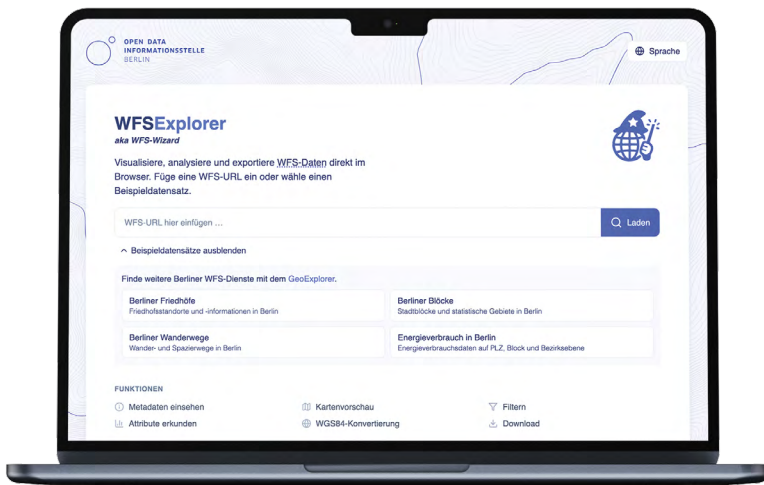 OPEN DATA
INFORMATIONSSTELLE
BERLIN
Sprache
WFSExplorer
aka WFS-Wizard
Visualisiere, analysiere und exportiere WFS-Daten direkt im
Browser. Füge eine WFS-URL ein oder wähle einen
Beispieldatensatz.
WFS-URL hier einfügen ...
Laden
Beispieldatensätze ausblenden
Finde weitere Berliner WFS-Dienste mit dem GeoExplorer.
Berliner Friedhöfe
Friedhofsstandorte und -informationen in Berlin
Berliner Blöcke
Stadtblöcke und statistische Gebiete in Berlin
Berliner Wanderwege
Wander- und Spazierwege in Berlin
Energieverbrauch in Berlin
Energieverbrauchsdaten auf PLZ, Block und Bezirksebene
FUNKTIONEN
Metadaten einsehen
Kartenvorschau
Filtern
Attribute erkunden
WGS84-Konvertierung
Download